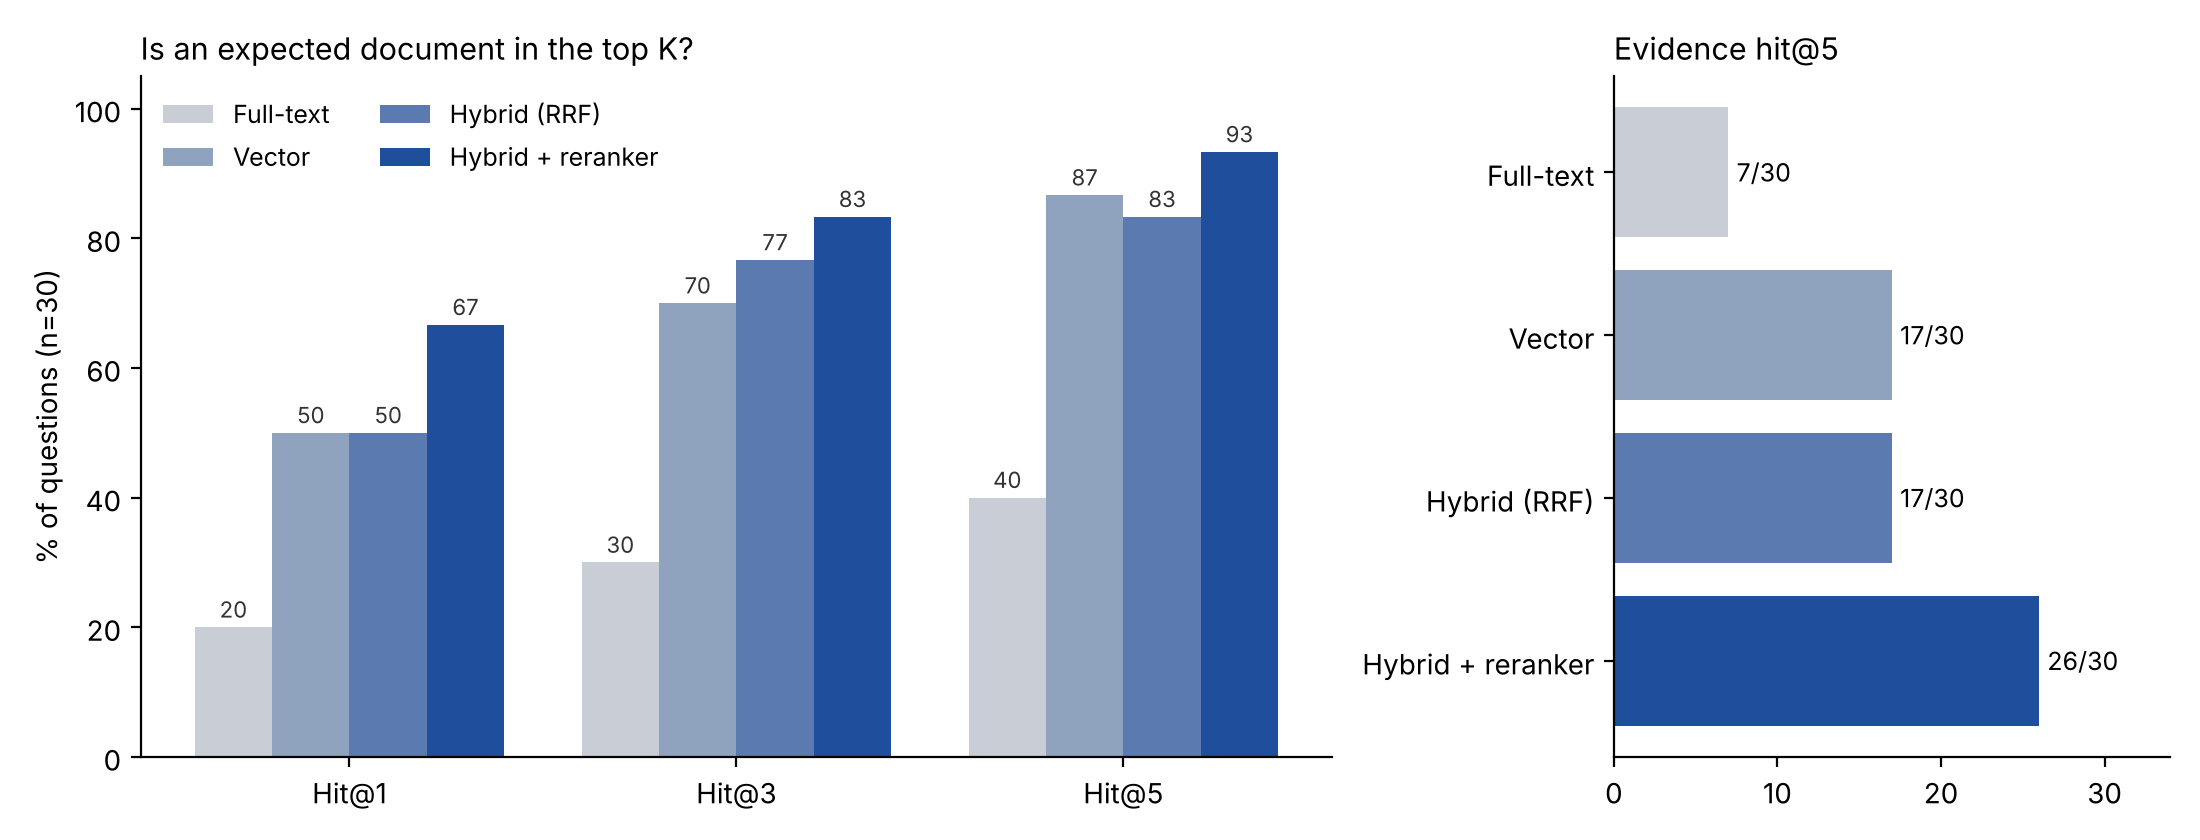 Is an expected document in the top K?
Full-text
Vector
Hybrid (RRF)
Hybrid + reranker
% of questions (n=30)
100
80
60
40
20
0
20
50
50
67
30
70
77
83
40
87
83
93
Hit@1
Hit@3
Hit@5
Evidence hit@5
Full-text
7/30
Vector
17/30
Hybrid (RRF)
17/30
Hybrid + reranker
26/30
0
10
20
30